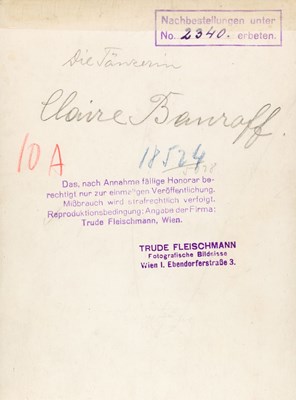 Nachbestellungen unter
No. 2340. erbeten.
Die Tänzerin
Claire Bauroff.
10 A
18524
Das, nach Annahme fällige Honorar be-
rechtigt nur zur einmaligen Veröffentlichung.
Mißbrauch wird strafrechtlich verfolgt.
Reproduktionsbedingung: Angabe der Firma:
Trude Fleischmann, Wien.
TRUDE FLEISCHMANN
Fotografische Bildnisse
Wien I. Ebendorferstraße 3.